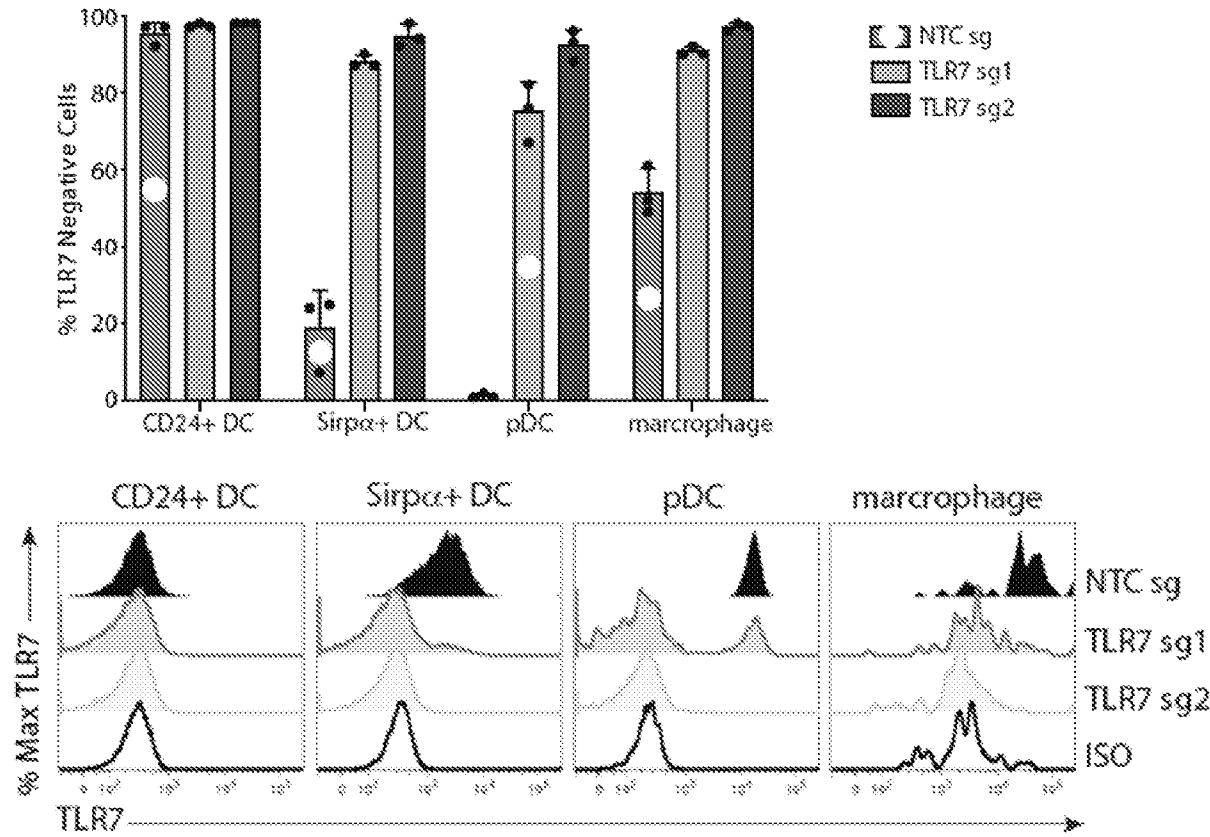 100
80
60
40
20
0
% TLR7 Negative Cells
CD24+ DC
Sirpα+ DC
pDC
marcrophage
NTC sg
TLR7 sg1
TLR7 sg2
CD24+ DC
Sirpα+ DC
pDC
marcrophage
% Max TLR7
NTC sg
TLR7 sg1
TLR7 sg2
ISO
TLR7